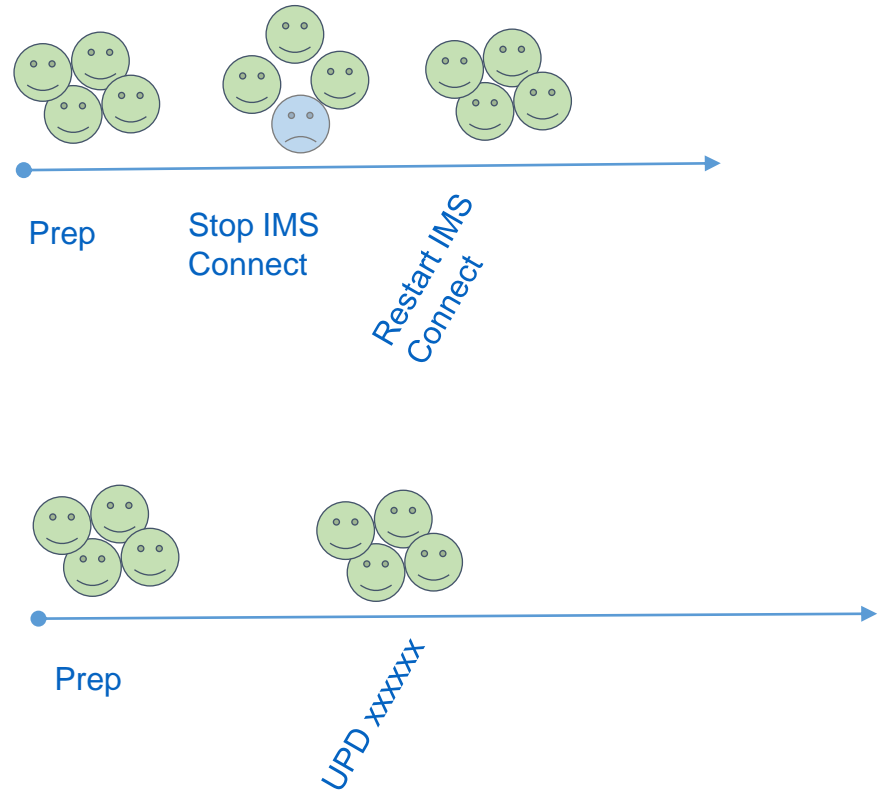 Prep
Stop IMS
Connect
Restart IMS
Connect
Prep
UPD xxxxxx